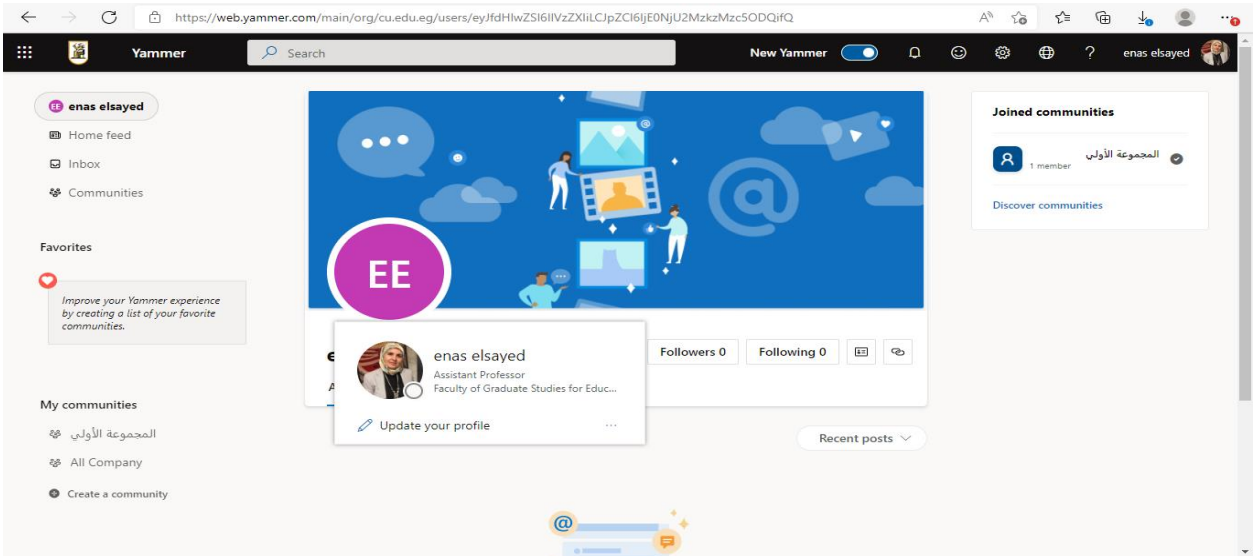 https://web.yammer.com/main/org/cu.edu.eg/users/eyJfdHlwZSI6IlVzZXIiLCJpZCI6IjE0NjU2MzkzMzc5ODQifQ
Yammer
Search
New Yammer
?
enas elsayed
EE enas elsayed
Home feed
Inbox
Communities
Favorites
Improve your Yammer experience
by creating a list of your favorite
communities.
My communities
المجموعة الأولي
All Company
Create a community
EE
@
enas elsayed
Assistant Professor
Faculty of Graduate Studies for Educ...
Update your profile
...
Followers 0
Following 0
Recent posts
@
Joined communities
المجموعة الأولي
1 member
Discover communities